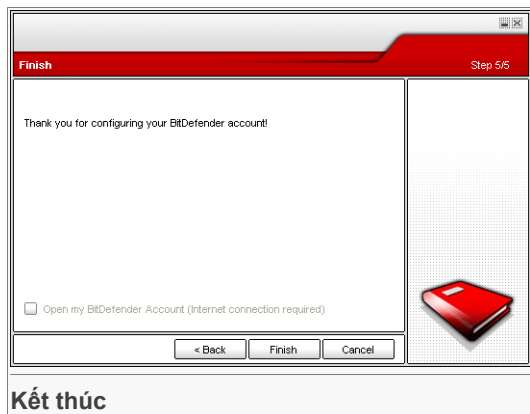 Finish
Step 5/5
Thank you for configuring your BitDefender account!
Open my BitDefender Account (Internet connection required)
< Back
Finish
Cancel
Kết thúc